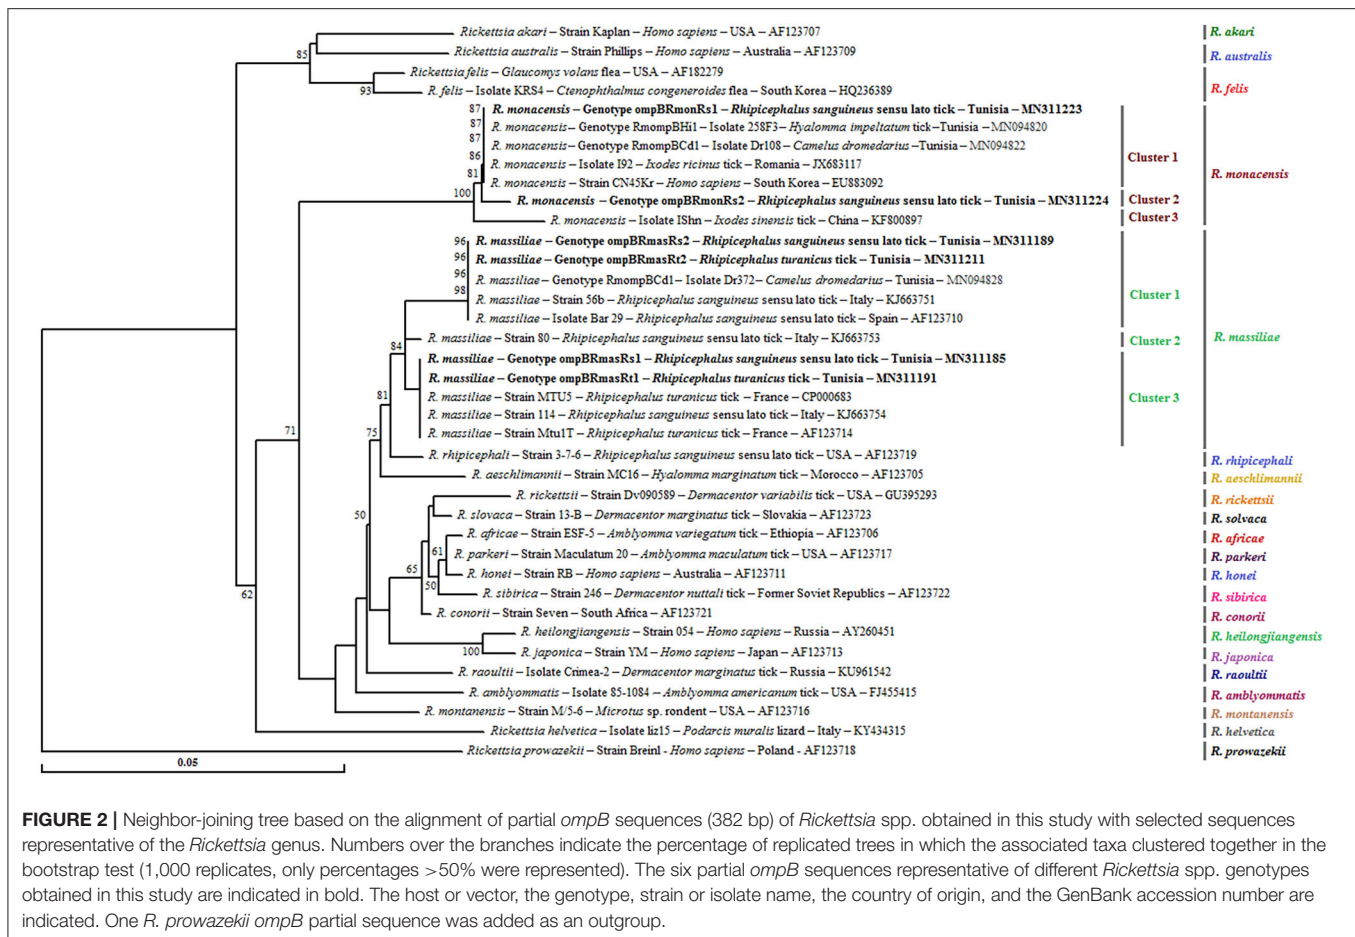 Rickettsia akari – Strain Kaplan – Homo sapiens – USA – AF123707 R. akari
85
Rickettsia australis – Strain Phillips – Homo sapiens – Australia – AF123709 R. australis
Rickettsia felis – Glaucomys volans flea – USA – AF182279
R. felis
93 R. felis – Isolate KRS4 – Ctenophthalmus congeneroides flea – South Korea – HQ236389
87 R. monacensis – Genotype ompBRmonRs1 – Rhipicephalus sanguineus sensu lato tick – Tunisia – MN311223
87 R. monacensis – Genotype RmompBHi1 – Isolate 258F3 – Hyalomma impeltatum tick–Tunisia – MN094820
87 R. monacensis – Genotype RmompBCd1 – Isolate Dr108 – Camelus dromedarius –Tunisia – MN094822
86 R. monacensis – Isolate I92 – Ixodes ricinus tick – Romania – JX683117 Cluster 1
R. monacensis
81 R. monacensis – Strain CN45Kr – Homo sapiens – South Korea – EU883092
100 R. monacensis – Genotype ompBRmonRs2 – Rhipicephalus sanguineus sensu lato tick – Tunisia – MN311224 Cluster 2
R. monacensis – Isolate IShn – Ixodes sinensis tick – China – KF800897 Cluster 3
96 R. massiliae – Genotype ompBRmasRs2 – Rhipicephalus sanguineus sensu lato tick – Tunisia – MN311189
96 R. massiliae – Genotype ompBRmasRt2 – Rhipicephalus turanicus tick – Tunisia – MN311211
96 R. massiliae – Genotype RmompBCd1 – Isolate Dr372 – Camelus dromedarius – Tunisia – MN094828
98 R. massiliae – Strain 56b – Rhipicephalus sanguineus sensu lato tick – Italy – KJ663751 Cluster 1
R. massiliae – Isolate Bar 29 – Rhipicephalus sanguineus sensu lato tick – Spain – AF123710
R. massiliae – Strain 80 – Rhipicephalus sanguineus sensu lato tick – Italy – KJ663753 Cluster 2 R. massiliae
84
R. massiliae – Genotype ompBRmasRs1 – Rhipicephalus sanguineus sensu lato tick – Tunisia – MN311185
R. massiliae – Genotype ompBRmasRt1 – Rhipicephalus turanicus tick – Tunisia – MN311191
81 R. massiliae – Strain MTU5 – Rhipicephalus turanicus tick – France – CP000683 Cluster 3
R. massiliae – Strain 114 – Rhipicephalus sanguineus sensu lato tick – Italy – KJ663754
71 75 R. massiliae – Strain Mtu1T – Rhipicephalus turanicus tick – France – AF123714
R. rhipicephali – Strain 3-7-6 – Rhipicephalus sanguineus sensu lato tick – USA – AF123719 R. rhipicephali
R. aeschlimannii – Strain MC16 – Hyalomma marginatum tick – Morocco – AF123705 R. aeschlimannii
R. rickettsii – Strain Dv090589 – Dermacentor variabilis tick – USA – GU395293 R. rickettsii
50 R. slovaca – Strain 13-B – Dermacentor marginatus tick – Slovakia – AF123723 R. solvaca
R. africae – Strain ESF-5 – Amblyomma variegatum tick – Ethiopia – AF123706 R. africae
61 R. parkeri – Strain Maculatum 20 – Amblyomma maculatum tick – USA – AF123717 R. parkeri
65 R. honei – Strain RB – Homo sapiens – Australia – AF123711 R. honei
50 R. sibirica – Strain 246 – Dermacentor nuttali tick – Former Soviet Republics – AF123722 R. sibirica
62
R. conorii – Strain Seven – South Africa – AF123721 R. conorii
R. heilongjiangensis – Strain 054 – Homo sapiens – Russia – AY260451 R. heilongjiangensis
100 R. japonica – Strain YM – Homo sapiens – Japan – AF123713 R. japonica
R. raoultii – Isolate Crimea-2 – Dermacentor marginatus tick – Russia – KU961542 R. raoultii
R. amblyommatis – Isolate 85-1084 – Amblyomma americanum tick – USA – FJ455415 R. amblyommatis
R. montanensis – Strain M/5-6 – Microtus sp. rondent – USA – AF123716 R. montanensis
Rickettsia helvetica – Isolate liz15 – Podarcis muralis lizard – Italy – KY434315 R. helvetica
Rickettsia prowazekii – Strain Breinl - Homo sapiens – Poland - AF123718 R. prowazekii
0.05
FIGURE 2 | Neighbor-joining tree based on the alignment of partial ompB sequences (382 bp) of Rickettsia spp. obtained in this study with selected sequences
representative of the Rickettsia genus. Numbers over the branches indicate the percentage of replicated trees in which the associated taxa clustered together in the
bootstrap test (1,000 replicates, only percentages >50% were represented). The six partial ompB sequences representative of different Rickettsia spp. genotypes
obtained in this study are indicated in bold. The host or vector, the genotype, strain or isolate name, the country of origin, and the GenBank accession number are
indicated. One R. prowazekii ompB partial sequence was added as an outgroup.